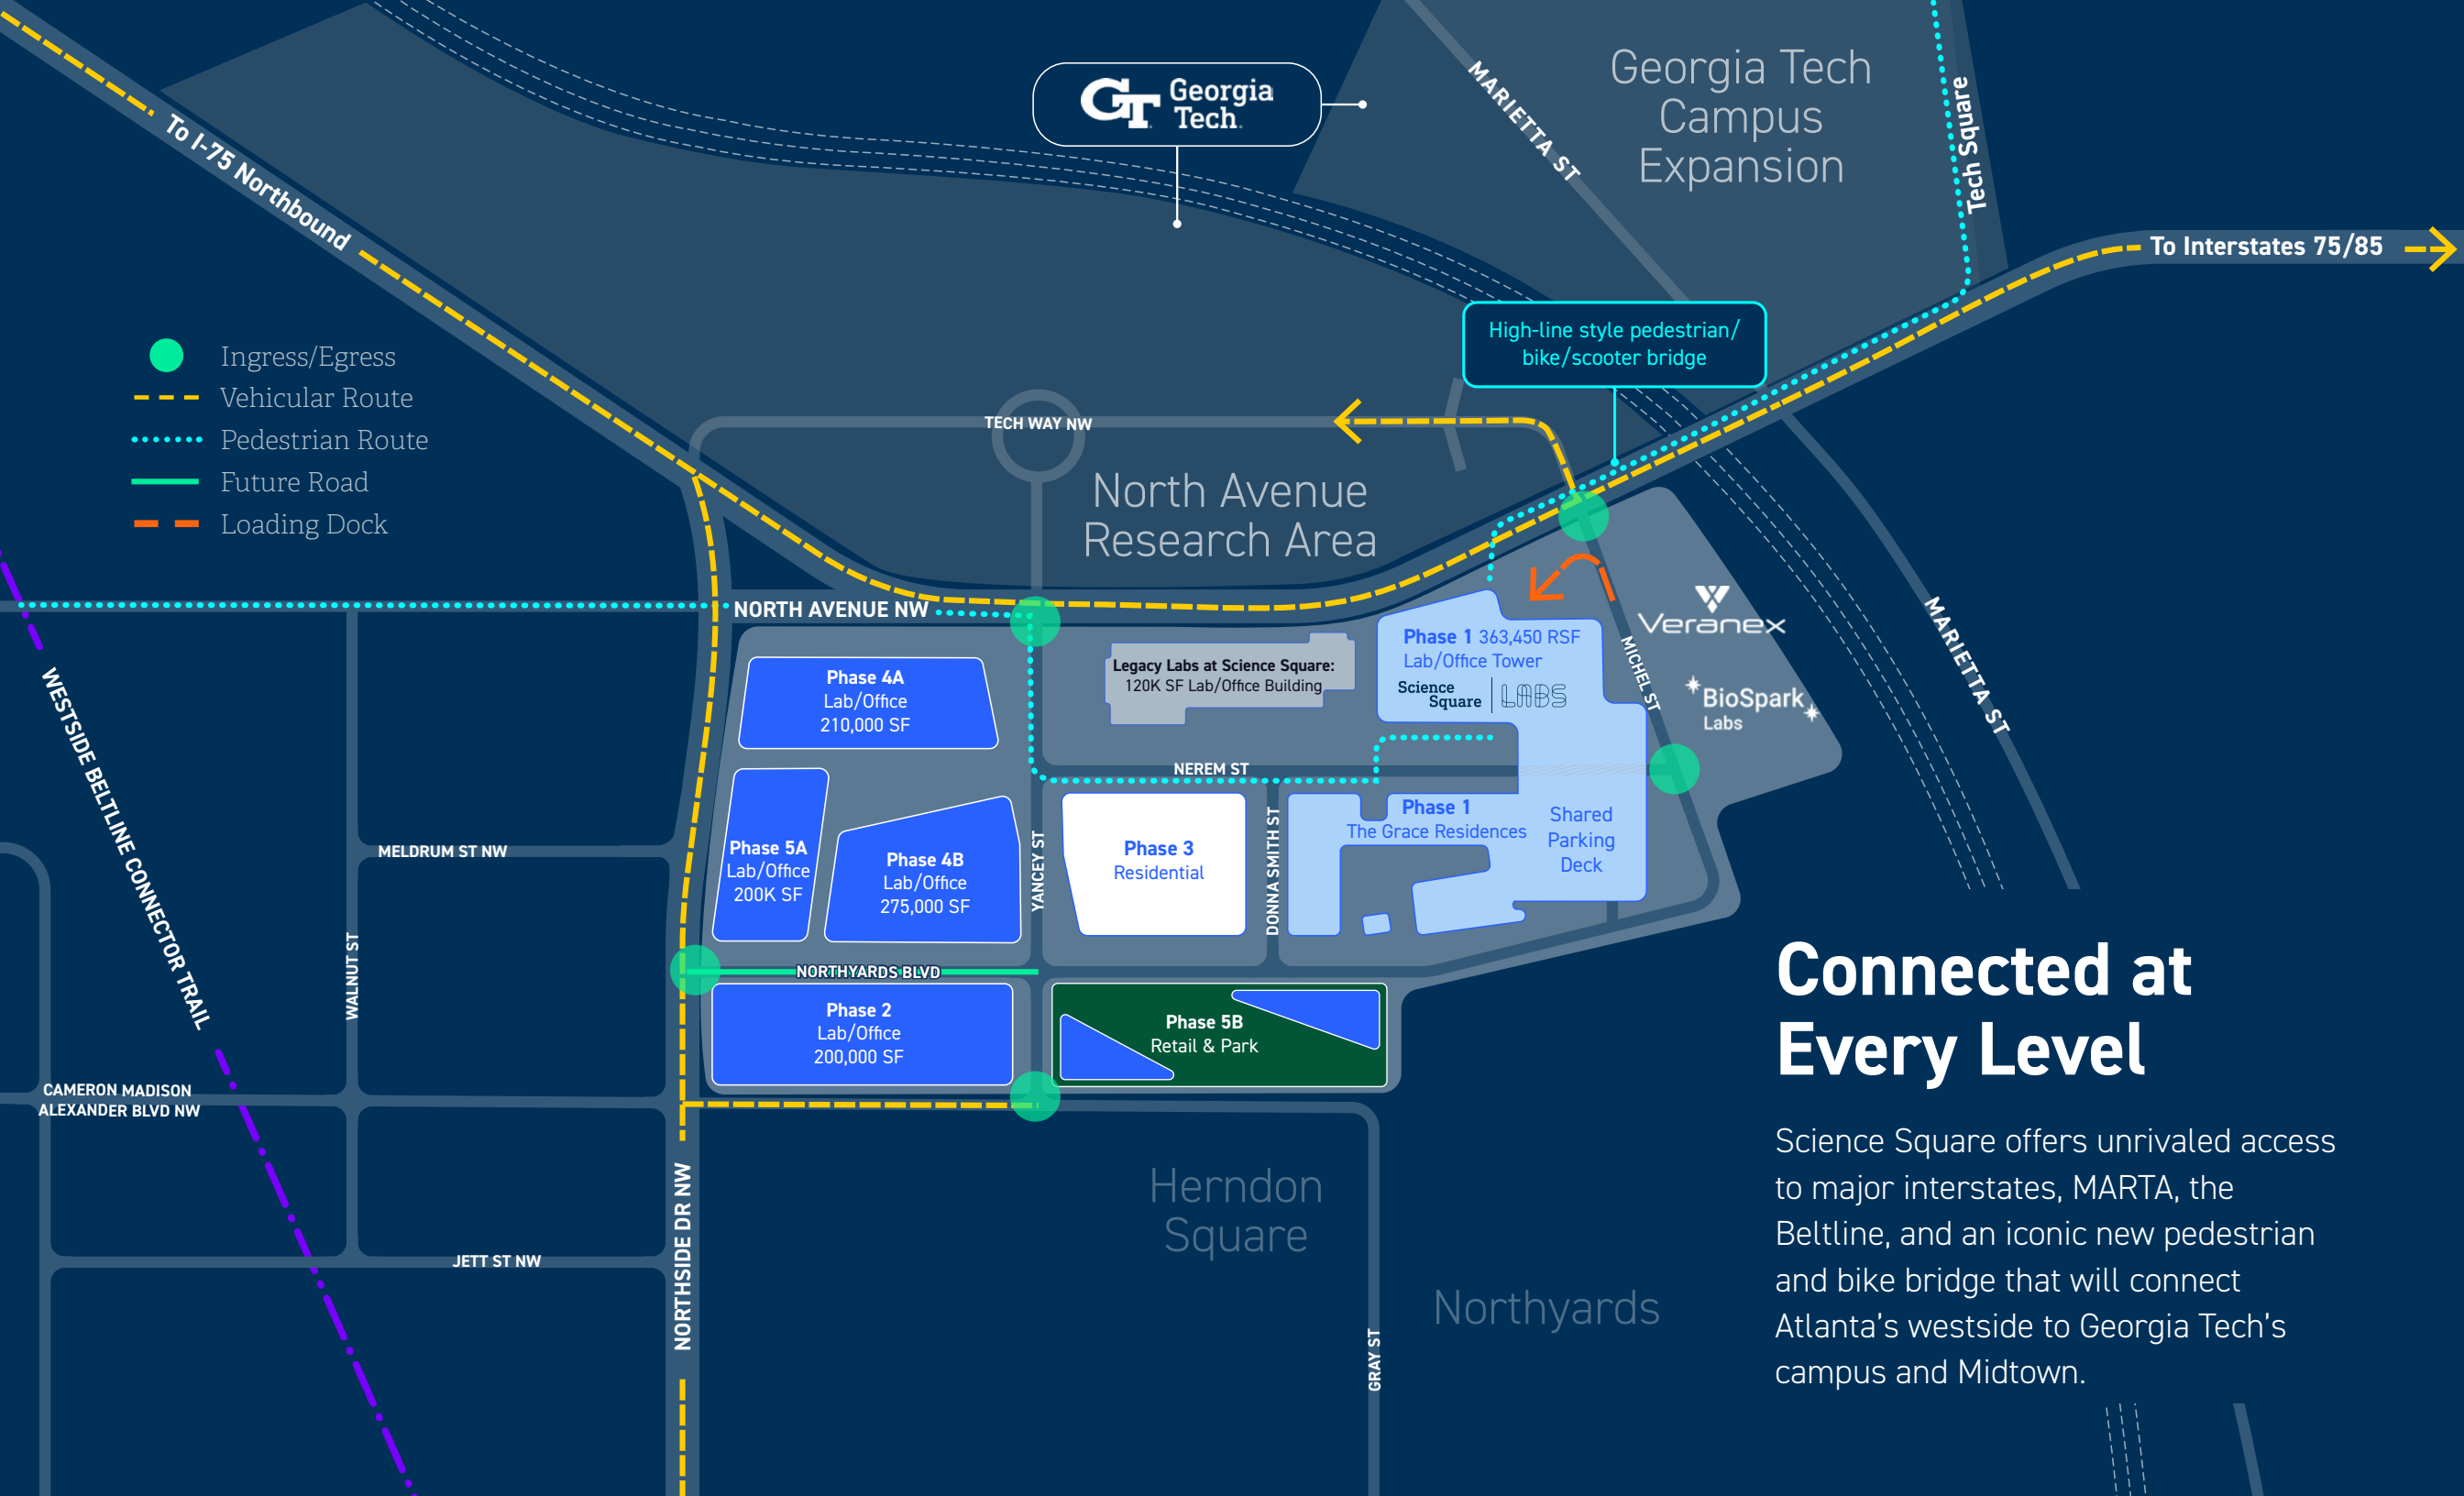 Georgia Tech
Campus
Expansion
GT Georgia
Tech
MARIETTA ST
Tech Square
To I-75 Northbound
To Interstates 75/85
High-line style pedestrian/
bike/scooter bridge
Ingress/Egress
Vehicular Route
Pedestrian Route
Future Road
Loading Dock
TECH WAY NW
North Avenue
Research Area
NORTH AVENUE NW
Veranex
MARIETTA ST
MICHEL ST
BioSpark
Labs
Phase 1 363,450 RSF
Lab/Office Tower
Science
Square
LABS
Legacy Labs at Science Square:
120K SF Lab/Office Building
Phase 4A
Lab/Office
210,000 SF
NEREM ST
Phase 5A
Lab/Office
200K SF
Phase 4B
Lab/Office
275,000 SF
YANCEY ST
Phase 3
Residential
DONNA SMITH ST
Phase 1
The Grace Residences
Shared
Parking
Deck
WESTSIDE BELTLINE CONNECTOR TRAIL
MELDRUM ST NW
WALNUT ST
NORTHYARDS BLVD
Phase 2
Lab/Office
200,000 SF
Phase 5B
Retail & Park
CAMERON MADISON
ALEXANDER BLVD NW
JETT ST NW
NORTHSIDE DR NW
Herndon
Square
Northyards
GRAY ST
Connected at
Every Level
Science Square offers unrivaled access
to major interstates, MARTA, the
Beltline, and an iconic new pedestrian
and bike bridge that will connect
Atlanta's westside to Georgia Tech's
campus and Midtown.